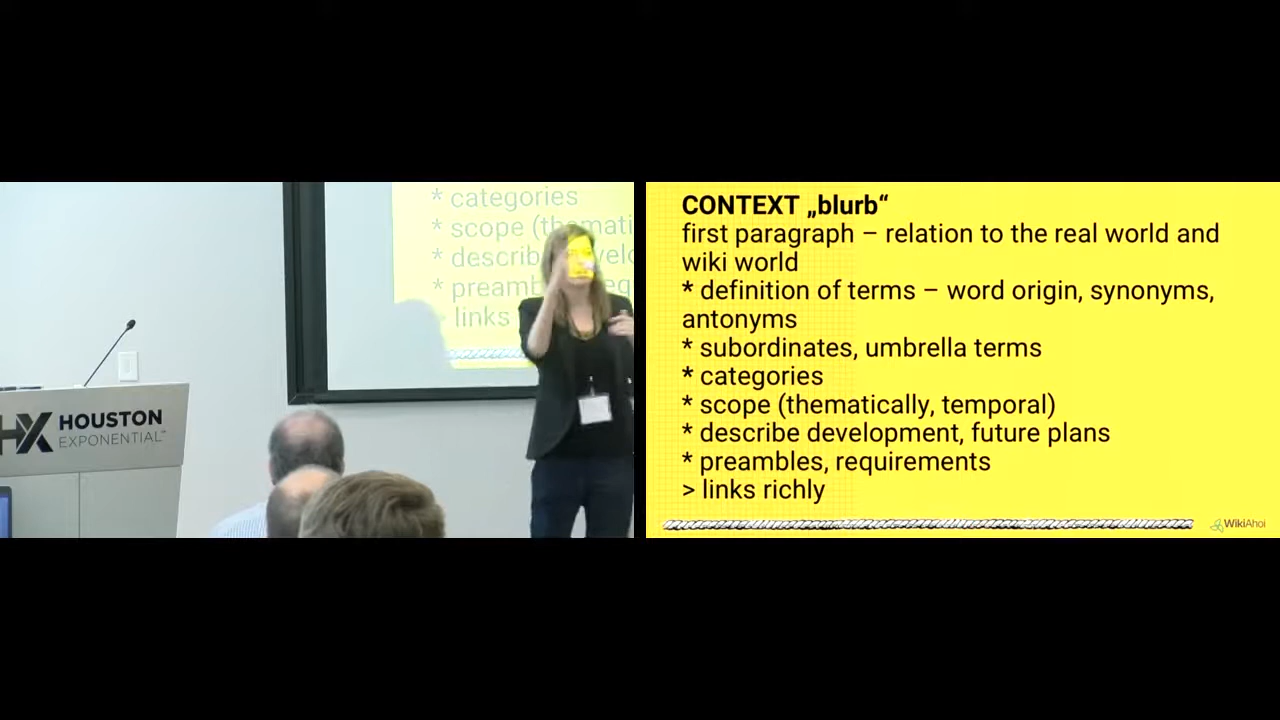 * categories
* scope (themati
* describ
* preamb
links
HOUSTON
EXPONENTIAL
CONTEXT „blurb“
first paragraph – relation to the real world and
wiki world
* definition of terms – word origin, synonyms,
antonyms
* subordinates, umbrella terms
* categories
* scope (thematically, temporal)
* describe development, future plans
* preambles, requirements
> links richly
WikiAhoi